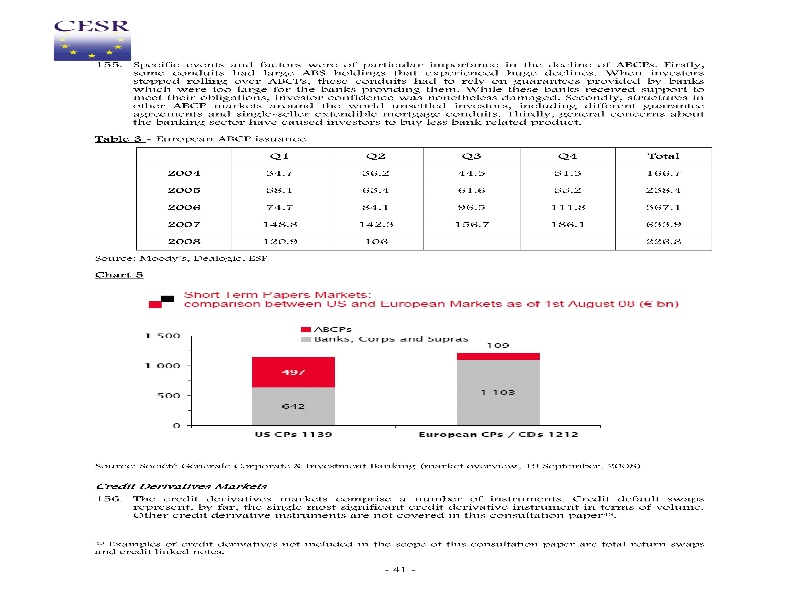 CESR
155. Specific events and factors were of particular importance in the decline of ABCPs. Firstly,
some conduits had large ABS holdings that experienced huge declines. When investors
stopped rolling over ABCPs, these conduits had to rely on guarantees provided by banks
which were too large for the banks providing them. While these banks received support to
meet their obligations, investor confidence was nonetheless damaged. Secondly, structures in
other ABCP markets around the world unsettled investors, including different guarantee
agreements and single-seller extendible mortgage conduits. Thirdly, general concerns about
the banking sector have caused investors to buy less bank related product.
Table 3 - European ABCP issuance
Q1 Q2 Q3 Q4 Total
2004 34.7 36.2 44.5 51.3 166.7
2005 58.1 63.4 61.6 55.2 238.4
2006 74.7 84.1 96.5 111.8 367.1
2007 148.8 142.3 156.7 186.1 633.9
2008 120.9 106 226.8
Source: Moody's, Dealogic, ESF
Chart 5
Short Term Papers Markets:
comparison between US and European Markets as of 1st August 08 (€ bn)
ABCPs
Banks, Corps and Supras
1 500
1 000
500
0
497
642
109
1 103
US CPs 1139 European CPs / CDs 1212
Source: Société Générale Corporate & Investment Banking (market overview, 19 September, 2008)
Credit Derivatives Markets
156. The credit derivatives markets comprise a number of instruments. Credit default swaps
represent, by far, the single most significant credit derivative instrument in terms of volume.
Other credit derivative instruments are not covered in this consultation paper.
Examples of credit derivatives not included in the scope of this consultation paper are total return swaps
and credit linked notes.
- 41 -